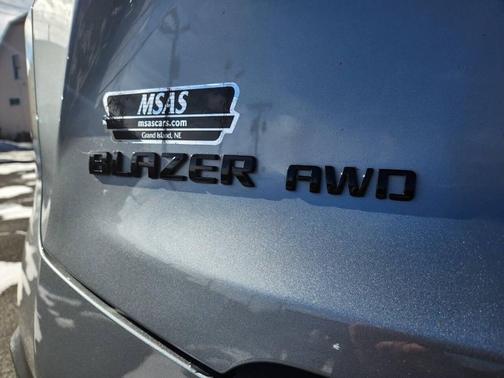 MSAS
msascars.com
Grand Island, NE
BLAZER AWD